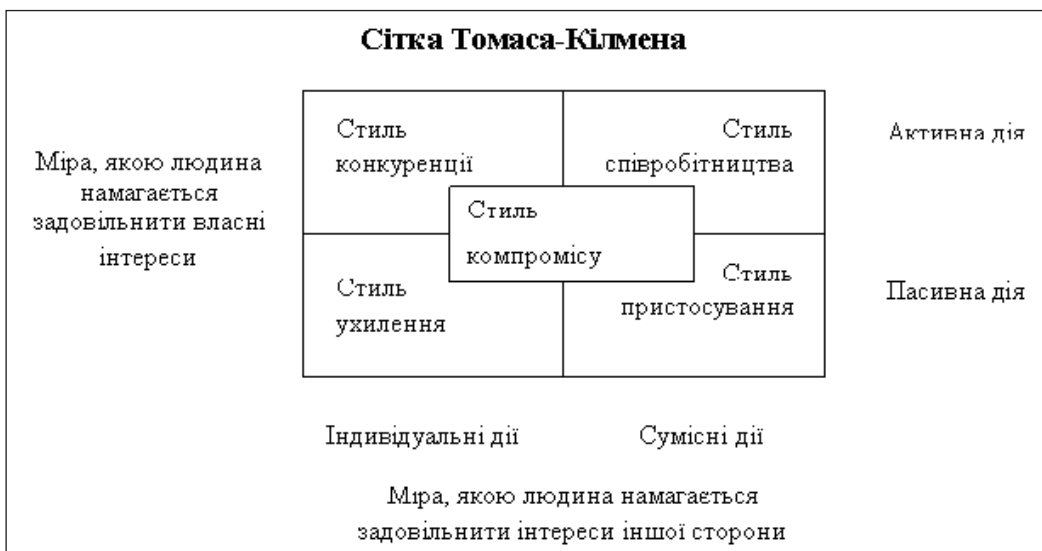 Сітка Томаса-Кілмена
Міра, якою людина
намагається
задовільнити власні
інтереси
Стиль
конкуренції
Стиль
співробітництва
Активна дія
Стиль
компромісу
Стиль
ухилення
Стиль
пристосування
Пасивна дія
Індивідуальні дії
Сумісні дії
Міра, якою людина намагається
задовільнити інтереси іншої сторони